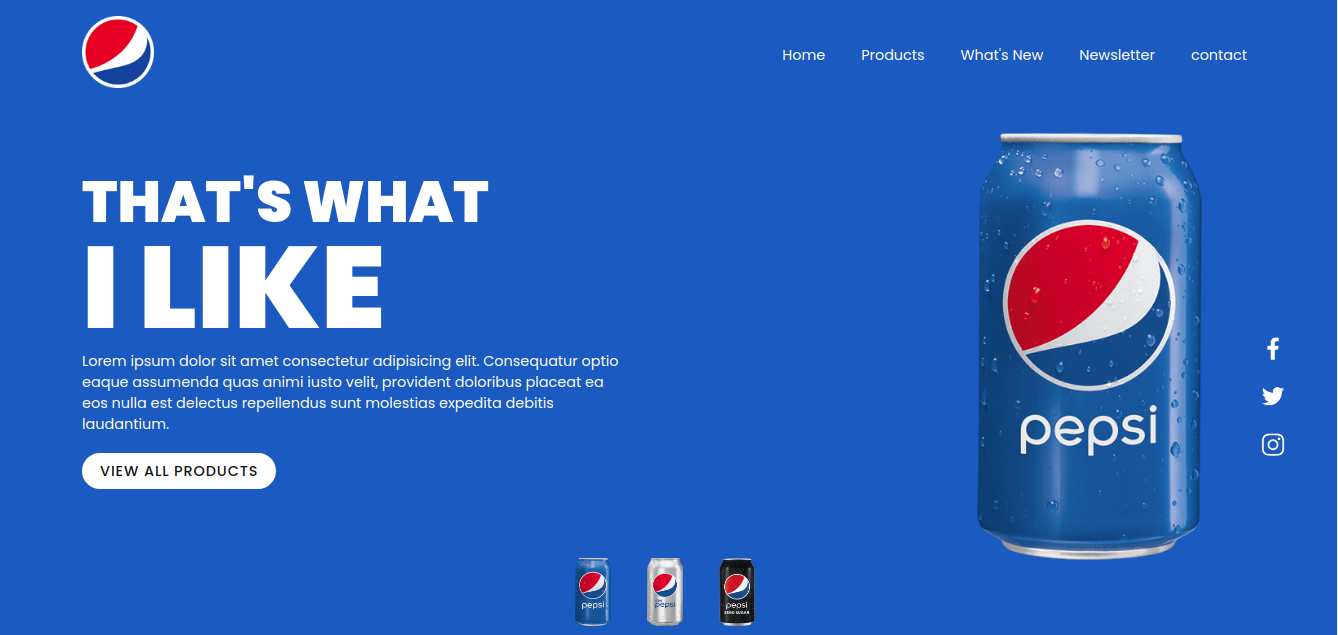 Home Products What's New Newsletter contact
THAT'S WHAT
I LIKE
Lorem ipsum dolor sit amet consectetur adipisicing elit. Consequatur optio
eaque assumenda quas animi iusto velit, provident doloribus placeat ea
eos nulla est delectus repellendus sunt molestias expedita debitis
laudantium.
VIEW ALL PRODUCTS
pepsi
pepsi
pepsi
pepsi
ZERO SUGAR